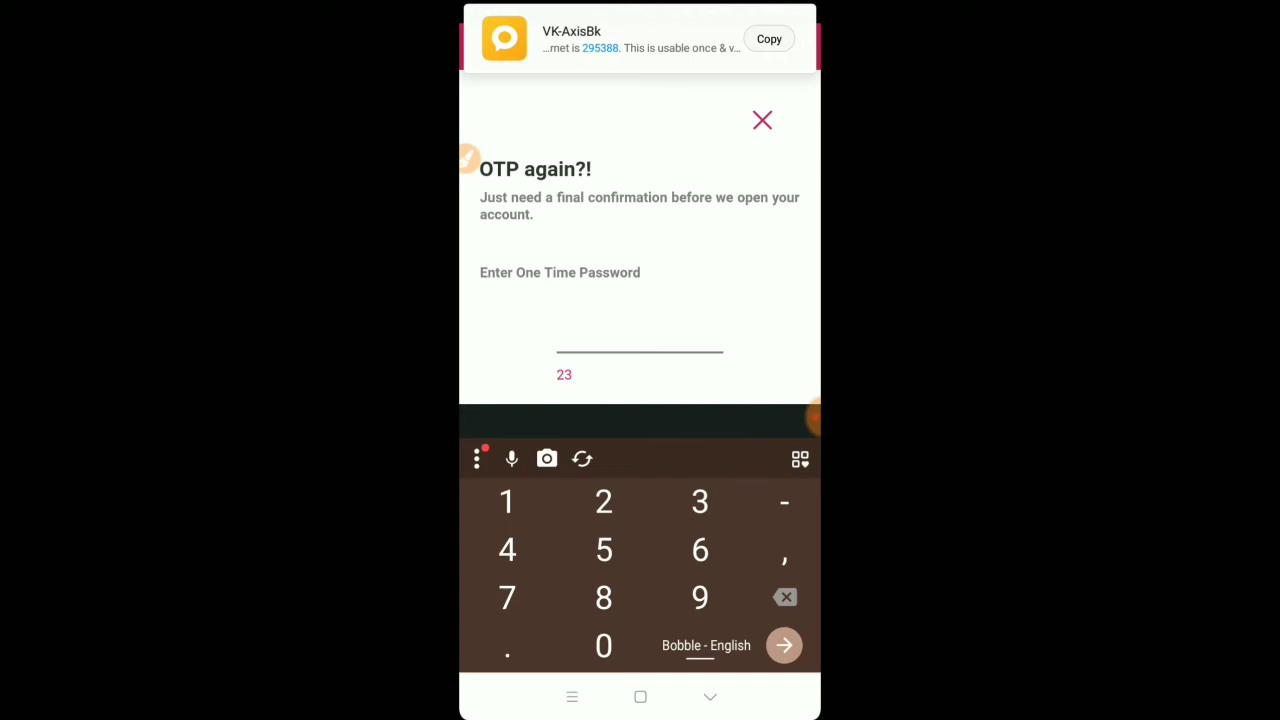 VK-AxisBk
...rnet is 295388. This is usable once & v...
Copy
OTP again?!
Just need a final confirmation before we open your
account.
Enter One Time Password
23
1 2 3 -
4 5 6 ,
7 8 9
. 0 Bobble - English